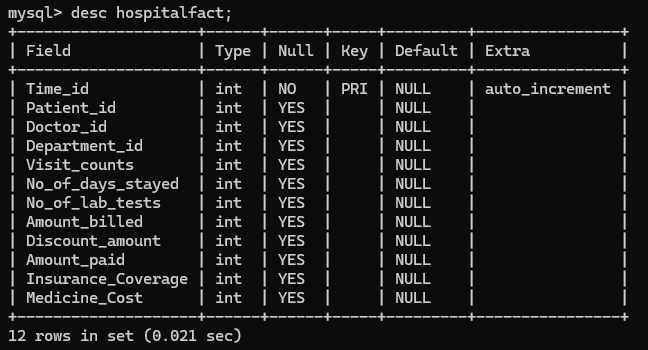 mysql> desc hospitalfact;
+--------------------+------+------+-----+---------+----------------+
| Field              | Type | Null | Key | Default | Extra          |
+--------------------+------+------+-----+---------+----------------+
| Time_id            | int  | NO   | PRI | NULL    | auto_increment |
| Patient_id         | int  | YES  |     | NULL    |                |
| Doctor_id          | int  | YES  |     | NULL    |                |
| Department_id      | int  | YES  |     | NULL    |                |
| Visit_counts       | int  | YES  |     | NULL    |                |
| No_of_days_stayed  | int  | YES  |     | NULL    |                |
| No_of_lab_tests    | int  | YES  |     | NULL    |                |
| Amount_billed      | int  | YES  |     | NULL    |                |
| Discount_amount    | int  | YES  |     | NULL    |                |
| Amount_paid        | int  | YES  |     | NULL    |                |
| Insurance_Coverage | int  | YES  |     | NULL    |                |
| Medicine_Cost      | int  | YES  |     | NULL    |                |
+--------------------+------+------+-----+---------+----------------+
12 rows in set (0.021 sec)